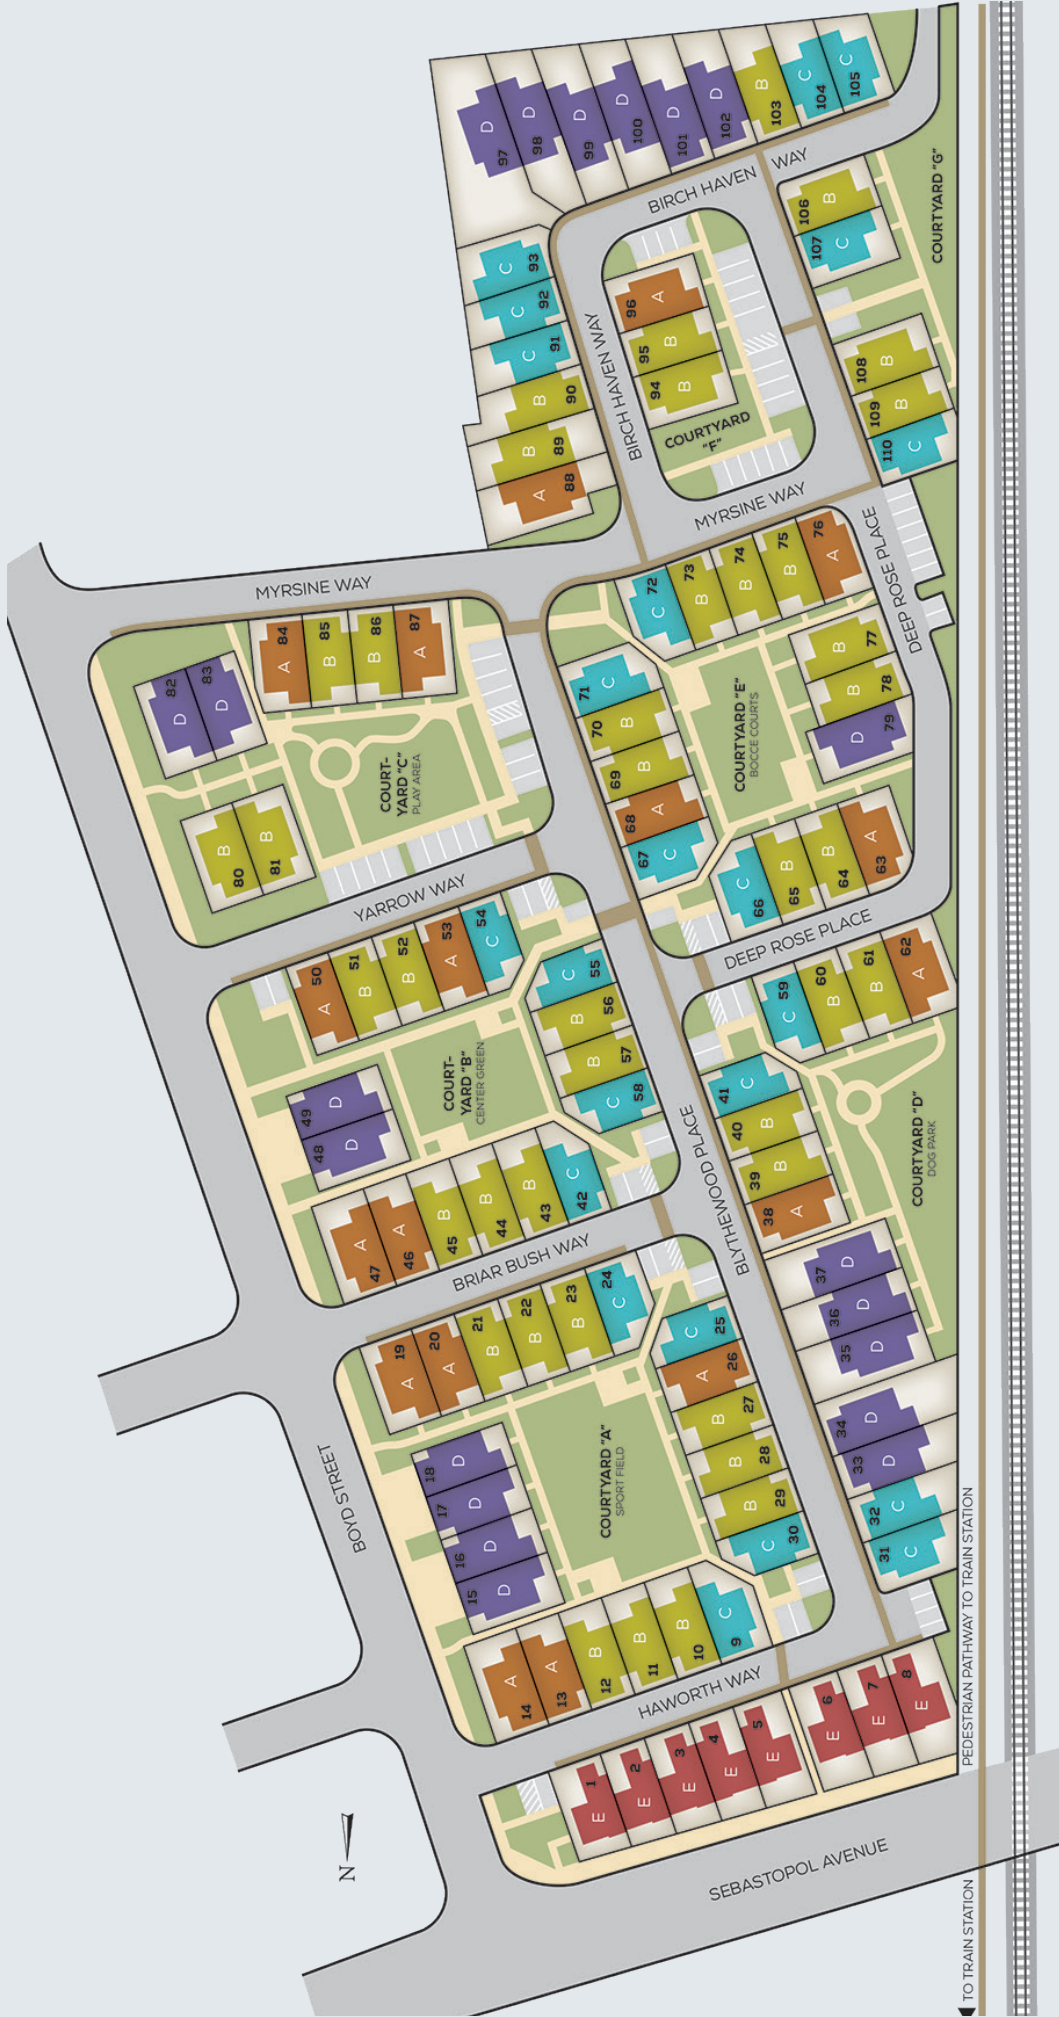 97 D
98 D
99 D
100 D
101 D
102 D
103 B
104 C
105 C
BIRCH HAVEN WAY
106 B
107 C
COURTYARD "G"
93 C
92 C
91 C
90 B
89 B
88 A
BIRCH HAVEN WAY
96 A
95 B
94 B
COURTYARD
"F"
108 B
109 B
110 C
MYRSINE WAY
MYRSINE WAY
DEEP ROSE PLACE
84 A
85 B
86 B
87 A
82 D
83 D
80 B
81 B
COURT-
YARD "C"
PLAY AREA
72 C
73 B
74 B
75 B
76 A
71 C
70 B
69 B
68 A
67 C
77 B
78 B
79 D
COURTYARD "E"
BOCCE COURTS
66 C
65 B
64 B
63 A
YARROW WAY
DEEP ROSE PLACE
50 A
51 B
52 B
53 A
54 C
55 C
56 B
57 B
58 C
49 D
48 D
COURT-
YARD "B"
CENTER GREEN
47 A
46 A
45 B
44 B
43 B
42 C
59 C
60 B
61 B
62 A
41 C
40 B
39 B
38 A
COURTYARD "D"
DOG PARK
BLYTHEWOOD PLACE
BRIAR BUSH WAY
37 D
36 D
35 D
34 D
33 D
32 C
31 C
19 A
20 A
21 B
22 B
23 B
24 C
25 C
26 A
27 B
28 B
29 B
30 C
18 D
17 D
16 D
15 D
COURTYARD "A"
SPORT FIELD
BOYD STREET
14 A
13 A
12 B
11 B
10 B
9 C
HAWORTH WAY
1 E
2 E
3 E
4 E
5 E
6 E
7 E
8 E
N
SEBASTOPOL AVENUE
PEDESTRIAN PATHWAY TO TRAIN STATION
TO TRAIN STATION